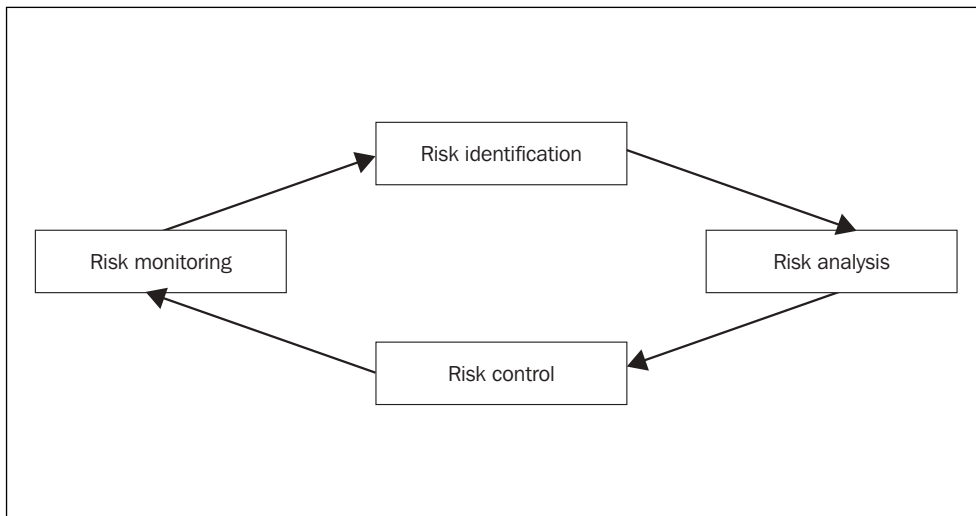 Risk identification
Risk monitoring
Risk analysis
Risk control